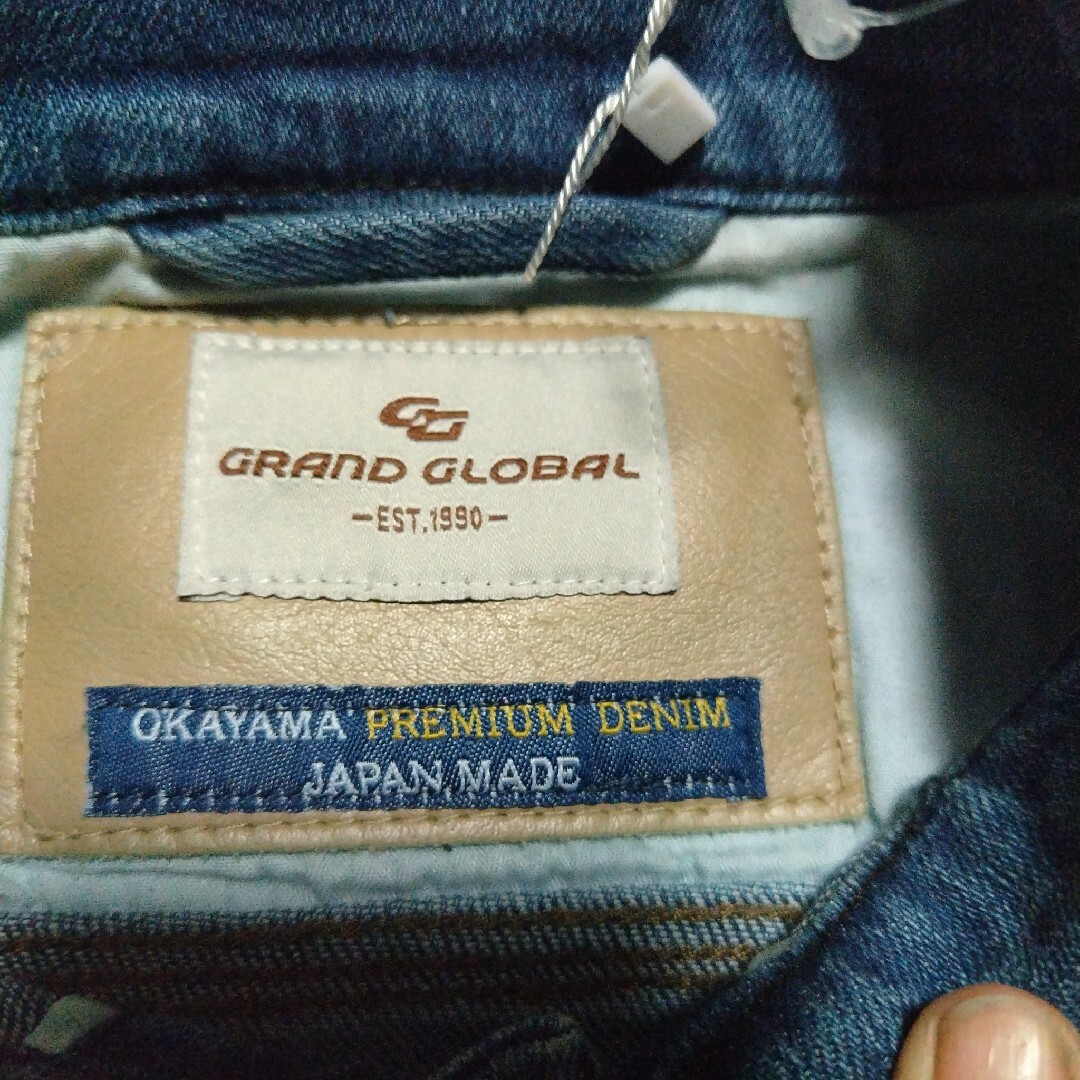 GG
GRAND GLOBAL
-EST.1990-
OKAYAMA PREMIUM DENIM
JAPAN MADE